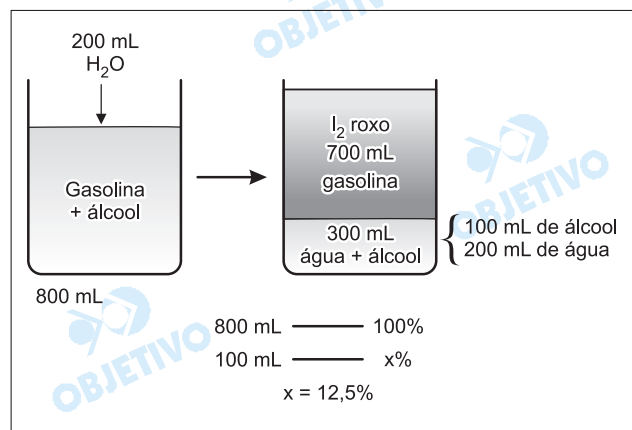 OBJETIVO
200 mL
H₂O
Gasolina
+ álcool
800 mL
I₂ roxo
700 mL
gasolina
300 mL
água + álcool
100 mL de álcool
200 mL de água
OBJETIVO
OBJETIVO
800 mL ——— 100%
100 mL ——— x%
x = 12,5%